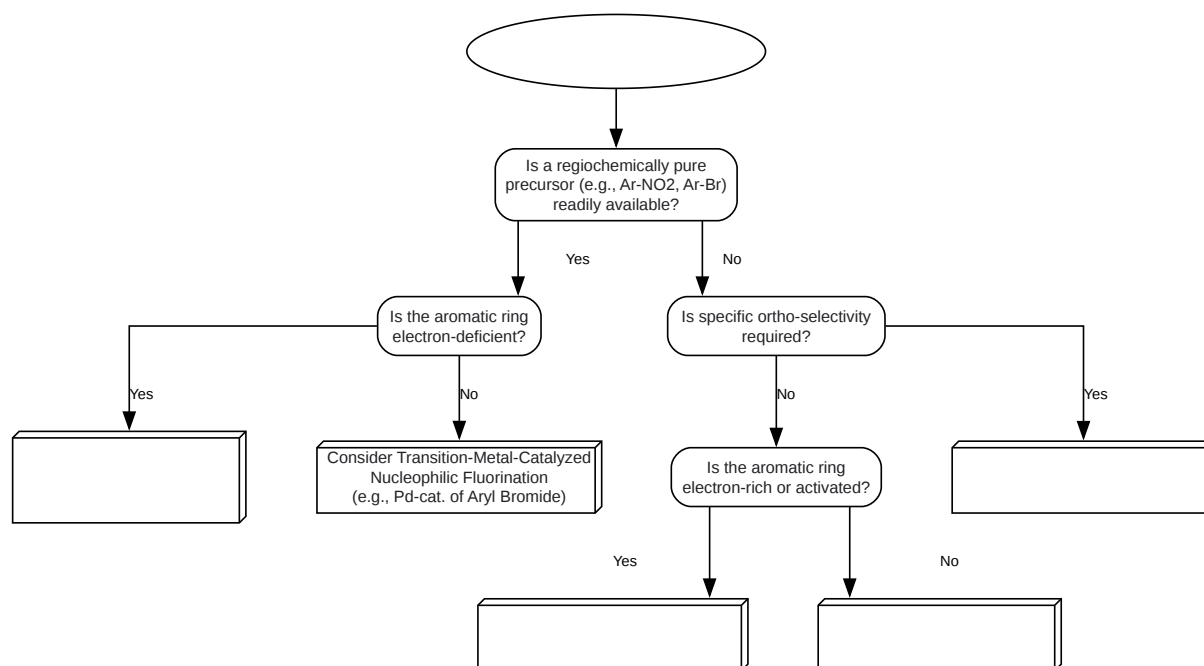 Is a regiochemically pure
precursor (e.g., Ar-NO2, Ar-Br)
readily available?
Yes
No
Is the aromatic ring
electron-deficient?
Is specific ortho-selectivity
required?
Yes
No
No
Yes
Consider Transition-Metal-Catalyzed
Nucleophilic Fluorination
(e.g., Pd-cat. of Aryl Bromide)
Is the aromatic ring
electron-rich or activated?
Yes
No